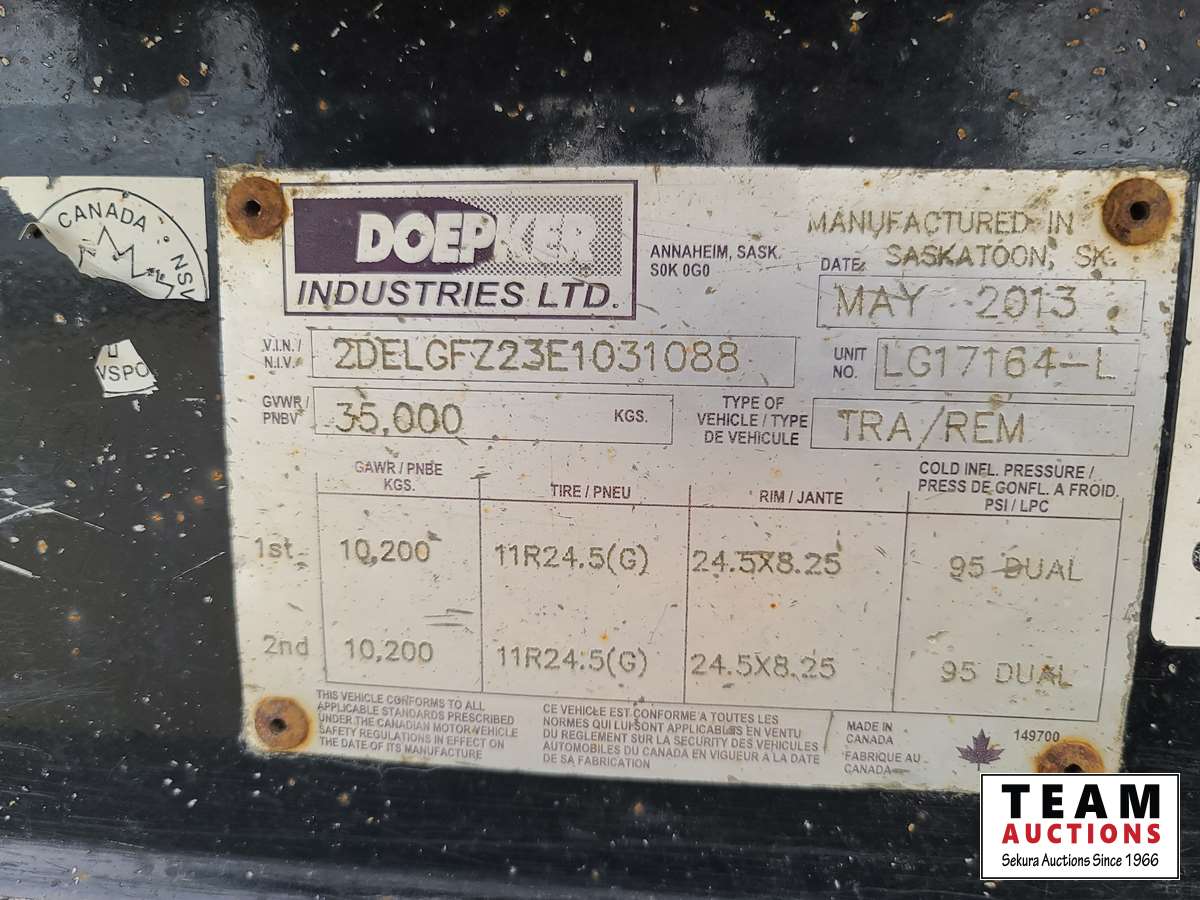 CANADA · NSV
VSPC
DOEPKER
INDUSTRIES LTD.
ANNAHEIM, SASK.
S0K 0G0
MANUFACTURED IN
SASKATOON, SK.
DATE
MAY 2013
V.I.N. /
N.I.V.
2DELGFZ23E1031088
UNIT
NO.
LG17164-L
GVWR /
PNBV
35,000
KGS.
TYPE OF
VEHICLE / TYPE
DE VEHICULE
TRA/REM
GAWR / PNBE
KGS.
TIRE / PNEU
RIM / JANTE
COLD INFL. PRESSURE /
PRESS DE GONFL. A FROID.
PSI / LPC
1st. 10,200 11R24.5(G) 24.5X8.25 95 DUAL
2nd 10,200 11R24.5(G) 24.5X8.25 95 DUAL
THIS VEHICLE CONFORMS TO ALL
APPLICABLE STANDARDS PRESCRIBED
UNDER THE CANADIAN MOTOR VEHICLE
SAFETY REGULATIONS IN EFFECT ON
THE DATE OF ITS MANUFACTURE
CE VEHICLE EST CONFORME A TOUTES LES
NORMES QUI LUI SONT APPLICABLES EN VENTU
DU REGLEMENT SUR LA SECURITY DES VEHICULES
AUTOMOBILES DU CANADA EN VIGUEUR A LA DATE
DE SA FABRICATION
MADE IN
CANADA
FABRIQUE AU
CANADA
149700
TEAM
AUCTIONS
Sekura Auctions Since 1966